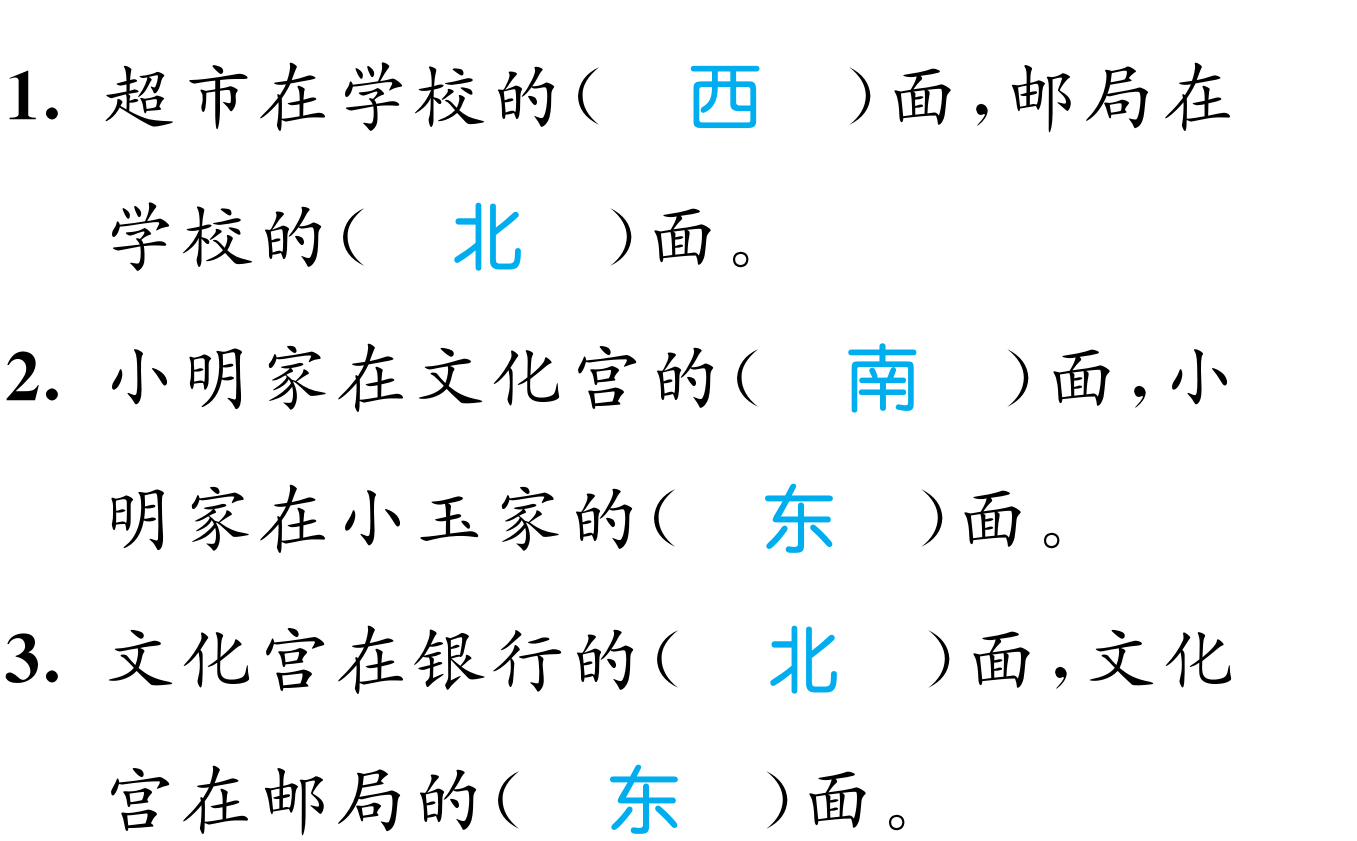 1. 超市在学校的( 西 )面,邮局在
学校的( 北 )面。
2. 小明家在文化宫的( 南 )面,小
明家在小玉家的( 东 )面。
3. 文化宫在银行的( 北 )面,文化
宫在邮局的( 东 )面。